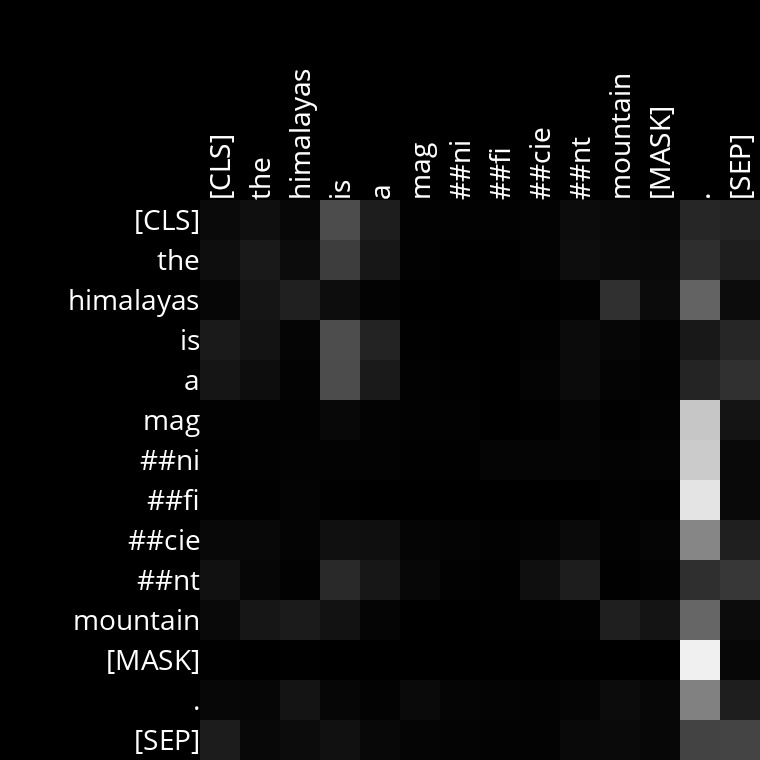 [CLS] the himalayas is a mag ##ni ##fi ##cie ##nt mountain [MASK] . [SEP]
[CLS]
the
himalayas
is
a
mag
##ni
##fi
##cie
##nt
mountain
[MASK]
.
[SEP]